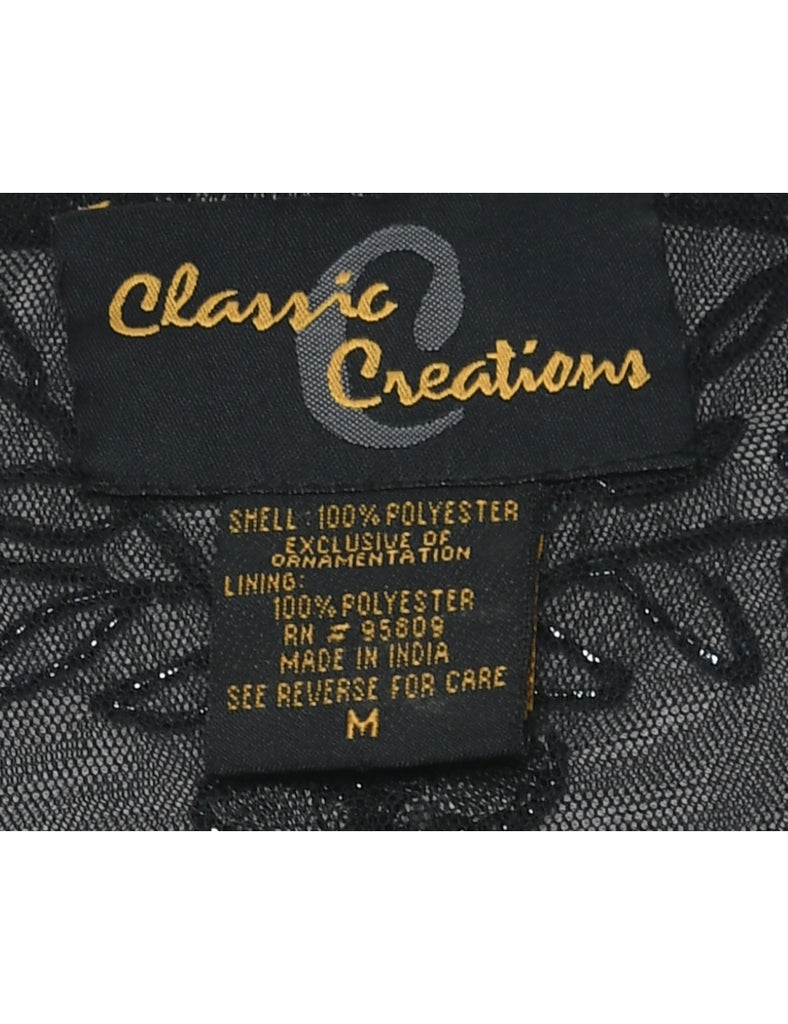 Classic
Creations
SHELL: 100% POLYESTER
EXCLUSIVE OF
ORNAMENTATION
LINING:
100% POLYESTER
RN # 95809
MADE IN INDIA
SEE REVERSE FOR CARE
M